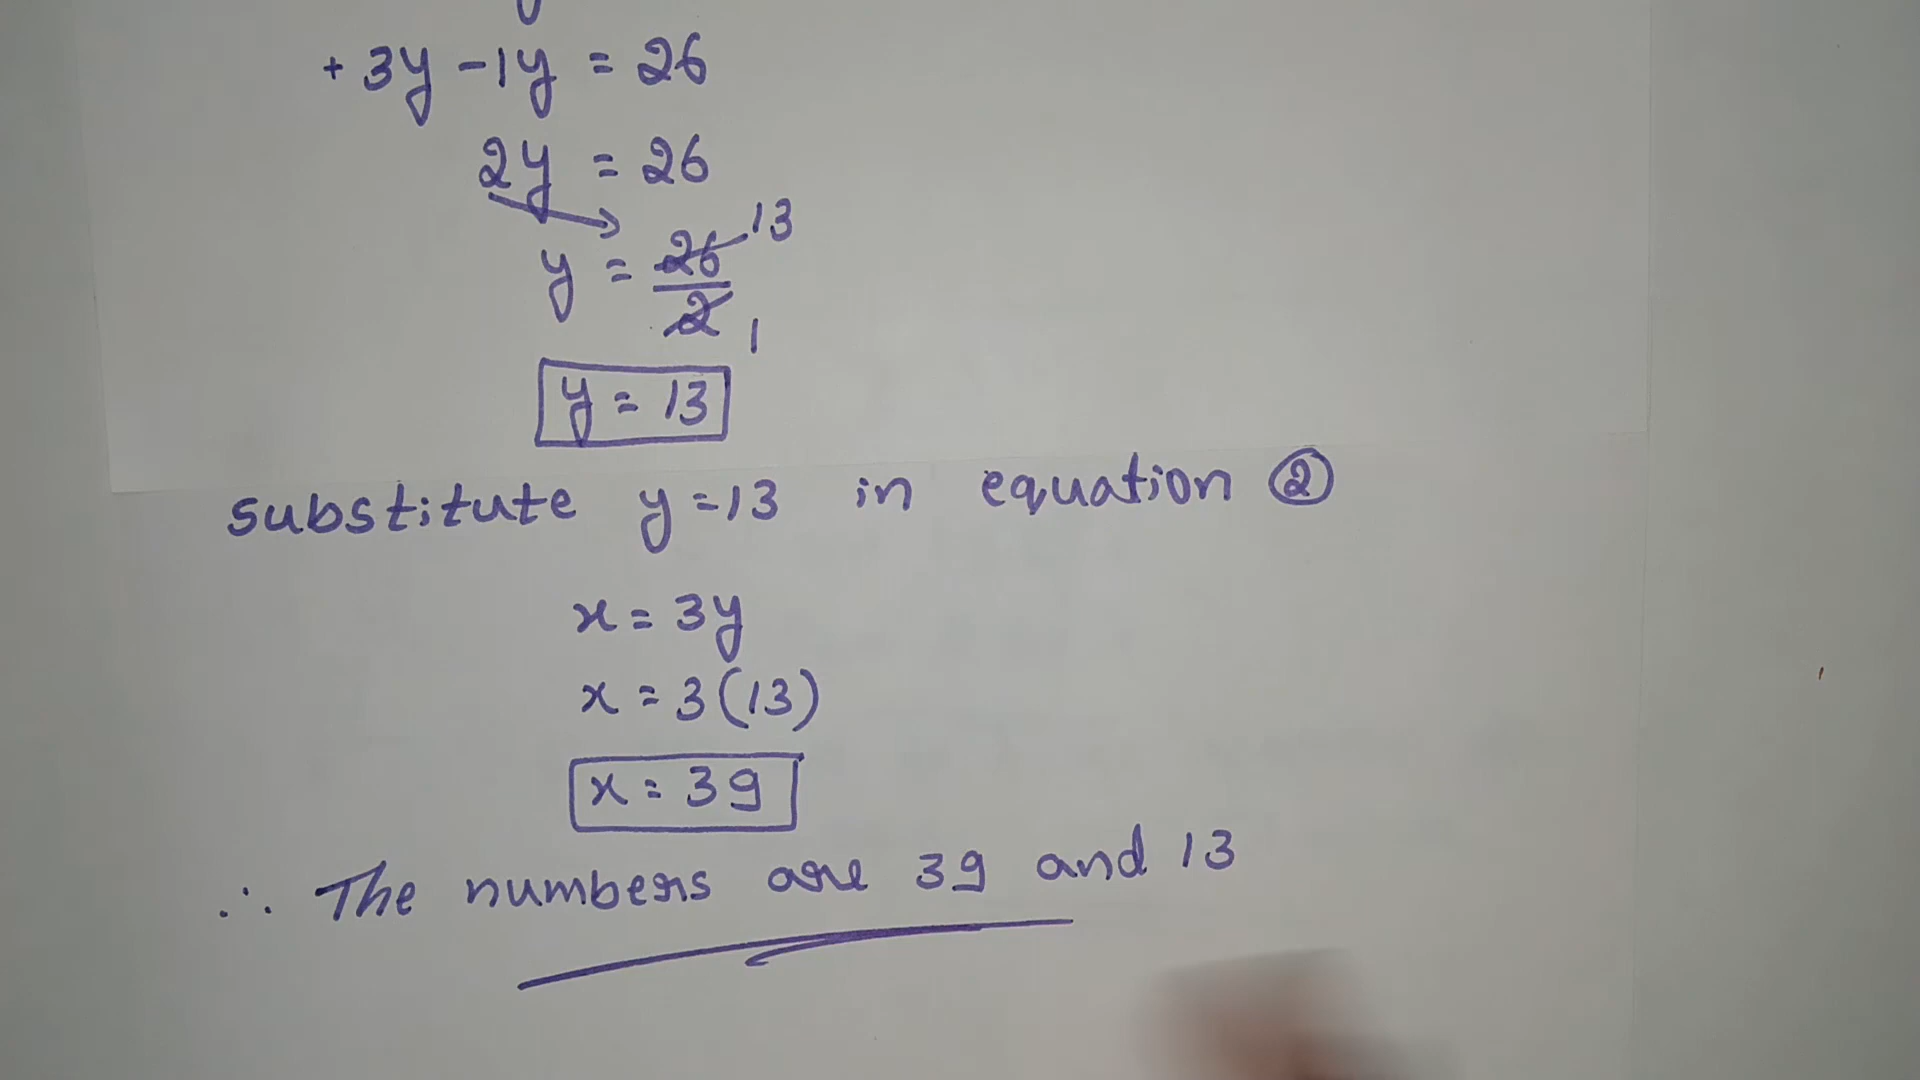 + 3y - 1y = 26
2y = 26
y = 26/2 13 1
y = 13
substitute y = 13 in equation ②
x = 3y
x = 3(13)
x = 39
∴ The numbers are 39 and 13